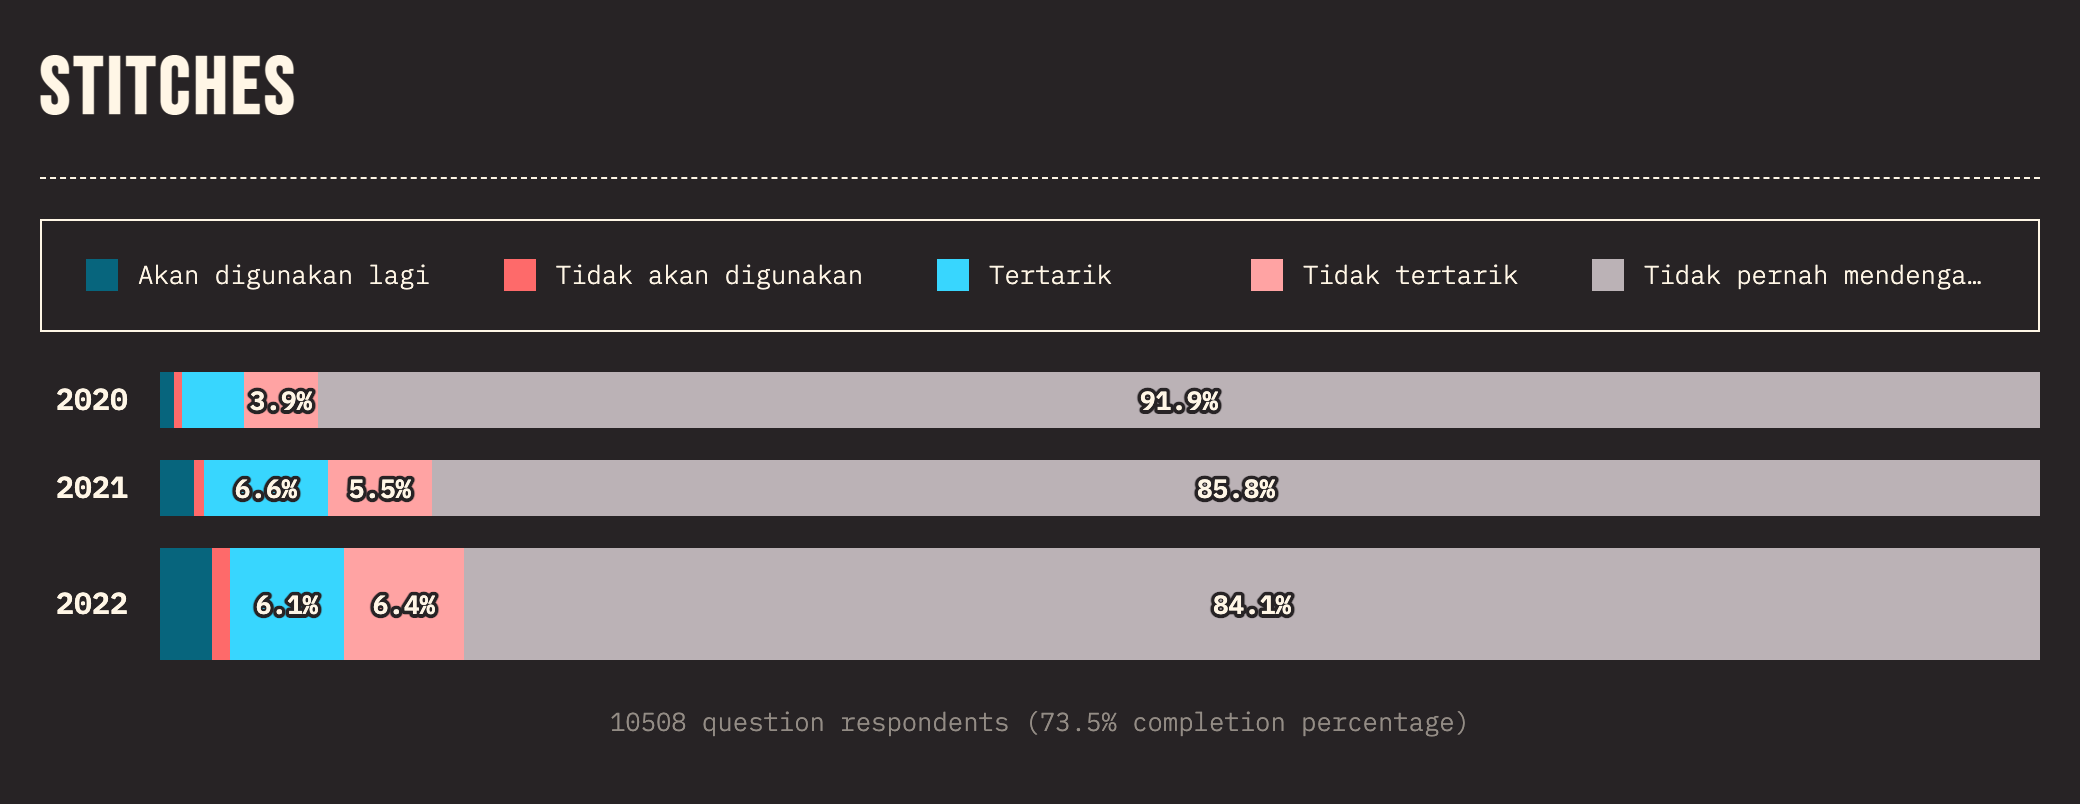 STITCHES
Akan digunakan lagi Tidak akan digunakan Tertarik Tidak tertarik Tidak pernah mendenga…
2020 3.9% 91.9%
2021 6.6% 5.5% 85.8%
2022 6.1% 6.4% 84.1%
10508 question respondents (73.5% completion percentage)